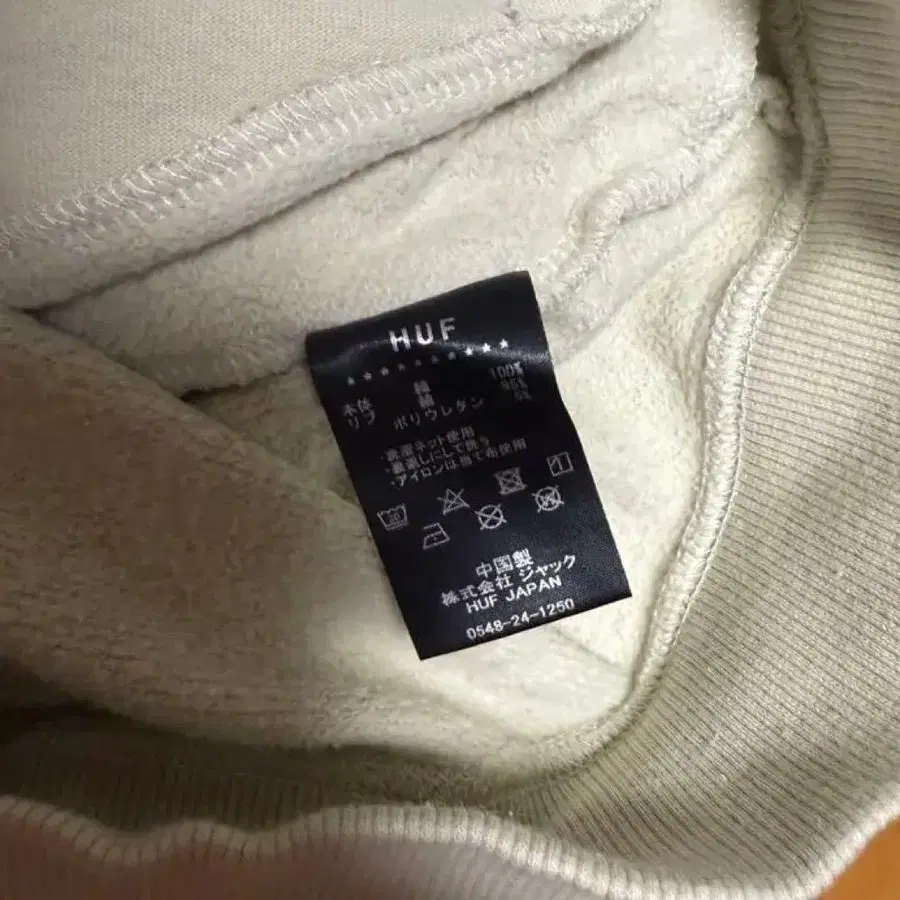 HUF
★★★★★★★★★★
本体 綿 100%
リブ 綿 95%
ポリウレタン 5%
・洗濯ネット使用
・裏返しにして洗う
・アイロンは当て布使用
中国製
株式会社 ジャック
HUF JAPAN
0548-24-1250